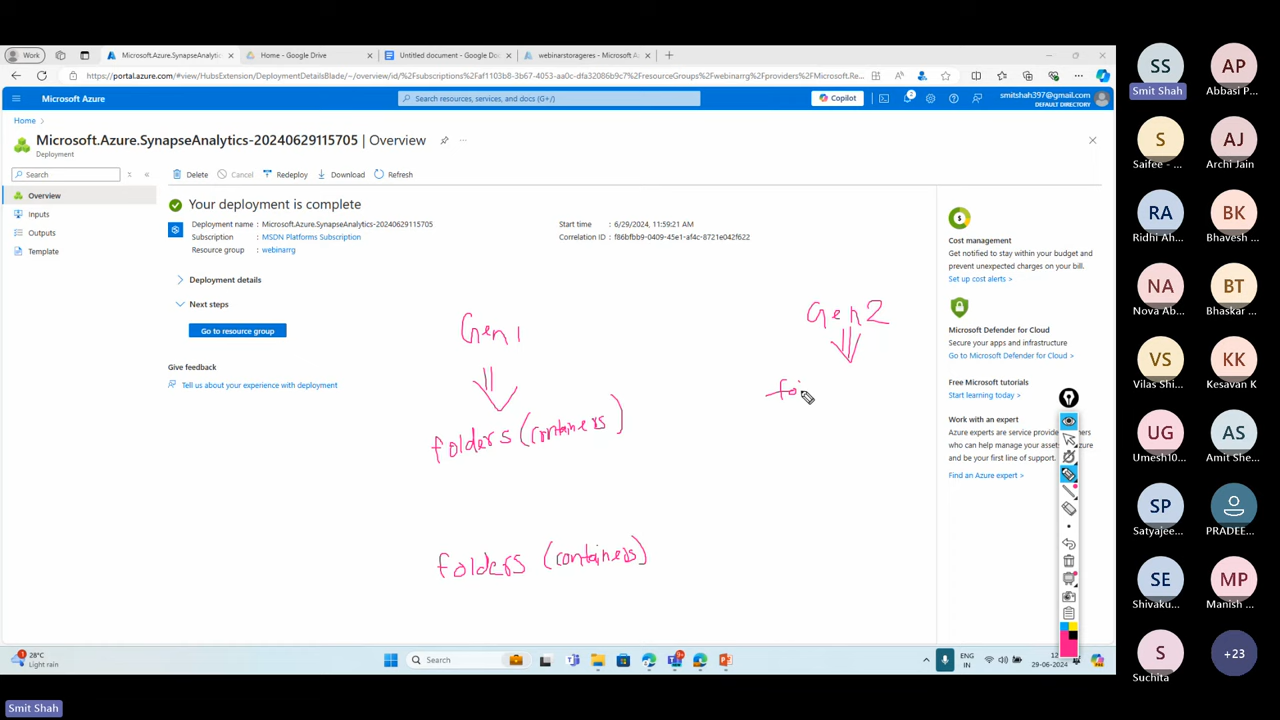 Work
Microsoft.Azure.SynapseAnalytic
Home - Google Drive
Untitled document - Google Do
webinarstorageres - Microsoft A
https://portal.azure.com/#view/HubsExtension/DeploymentDetailsBlade/~/overview/id/%2Fsubscriptions%2Faf1103b8-3b67-4053-aa0c-dfa32086b9c7%2FresourceGroups%2Fwebinarrg%2Fproviders%2FMicrosoft.Re...
Microsoft Azure
Search resources, services, and docs (G+/)
Copilot
2
smitshah397@gmail.com
DEFAULT DIRECTORY
Home
Microsoft.Azure.SynapseAnalytics-20240629115705 | Overview
Deployment
Search
Delete
Cancel
Redeploy
Download
Refresh
Overview
Inputs
Outputs
Template
Your deployment is complete
Deployment name : Microsoft.Azure.SynapseAnalytics-20240629115705
Subscription : MSDN Platforms Subscription
Resource group : webinarrg
Start time : 6/29/2024, 11:59:21 AM
Correlation ID : f86bfbb9-0409-45e1-af4c-8721e042f622
Deployment details
Next steps
Go to resource group
Give feedback
Tell us about your experience with deployment
Gen 1
folders (containers)
folders (containers)
Gen 2
Cost management
Get notified to stay within your budget and
prevent unexpected charges on your bill.
Set up cost alerts >
Microsoft Defender for Cloud
Secure your apps and infrastructure
Go to Microsoft Defender for Cloud >
Free Microsoft tutorials
Start learning today >
Work with an expert
Azure experts are service provide
who can help manage your assets
and be your first line of support.
Find an Azure expert >
28°C
Light rain
Search
ENG
IN
29-06-2024
SS
Smit Shah
AP
Abbasi P...
S
Saifee - ...
AJ
Archi Jain
RA
Ridhi Ah...
BK
Bhavesh ...
NA
Nova Ab...
BT
Bhaskar ...
VS
Vilas Shi...
KK
Kesavan K
UG
Umesh10...
AS
Amit She...
SP
Satyajee...
PRADEE...
SE
Shivaku...
MP
Manish ...
S
Suchita
+23
Smit Shah